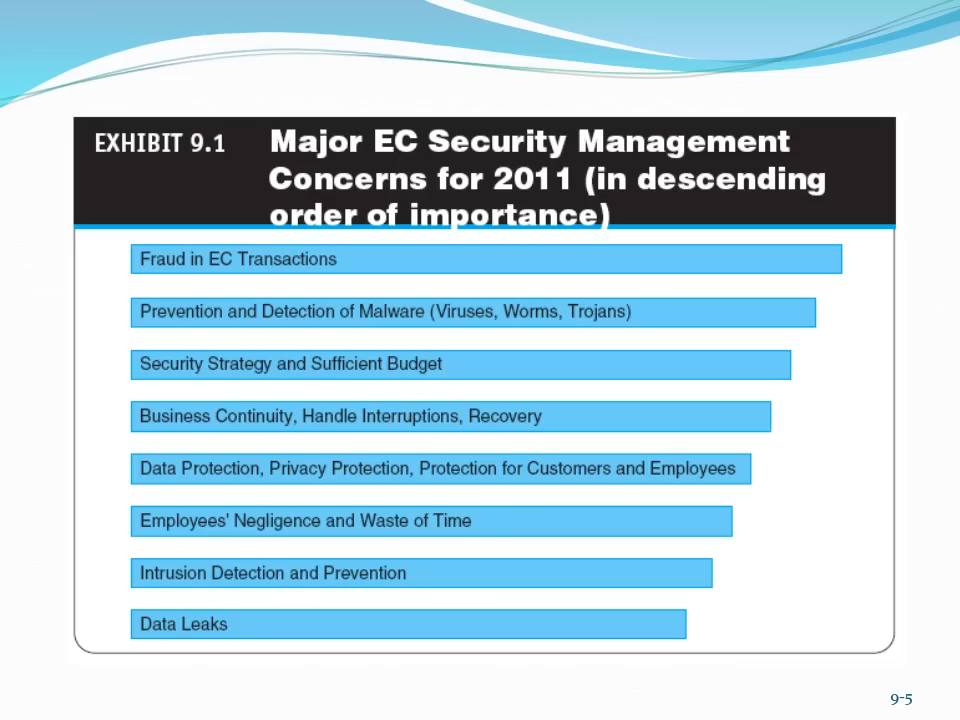 EXHIBIT 9.1
Major EC Security Management
Concerns for 2011 (in descending
order of importance)
Fraud in EC Transactions
Prevention and Detection of Malware (Viruses, Worms, Trojans)
Security Strategy and Sufficient Budget
Business Continuity, Handle Interruptions, Recovery
Data Protection, Privacy Protection, Protection for Customers and Employees
Employees' Negligence and Waste of Time
Intrusion Detection and Prevention
Data Leaks
9-5